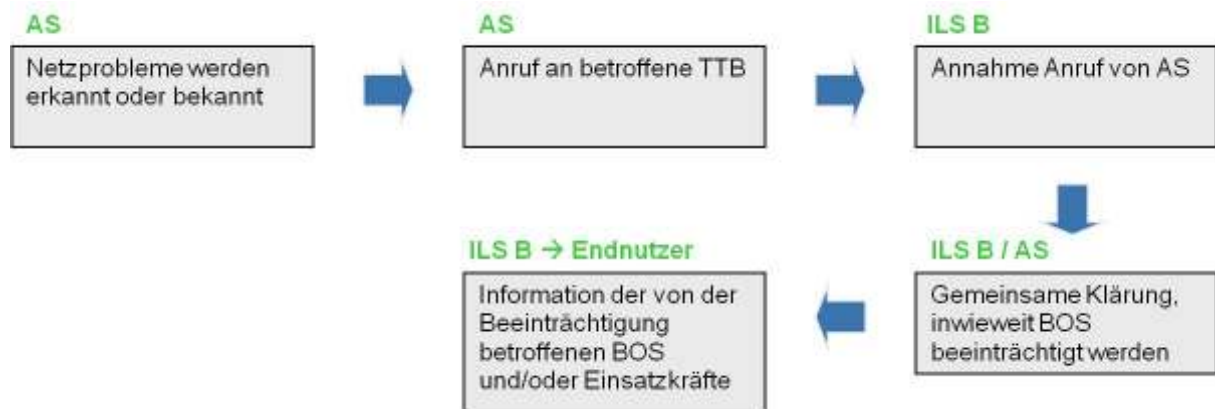 AS
Netzprobleme werden
erkannt oder bekannt
AS
Anruf an betroffene TTB
ILS B
Annahme Anruf von AS
ILS B / AS
Gemeinsame Klärung,
inwieweit BOS
beeinträchtigt werden
ILS B → Endnutzer
Information der von der
Beeinträchtigung
betroffenen BOS
und/oder Einsatzkräfte